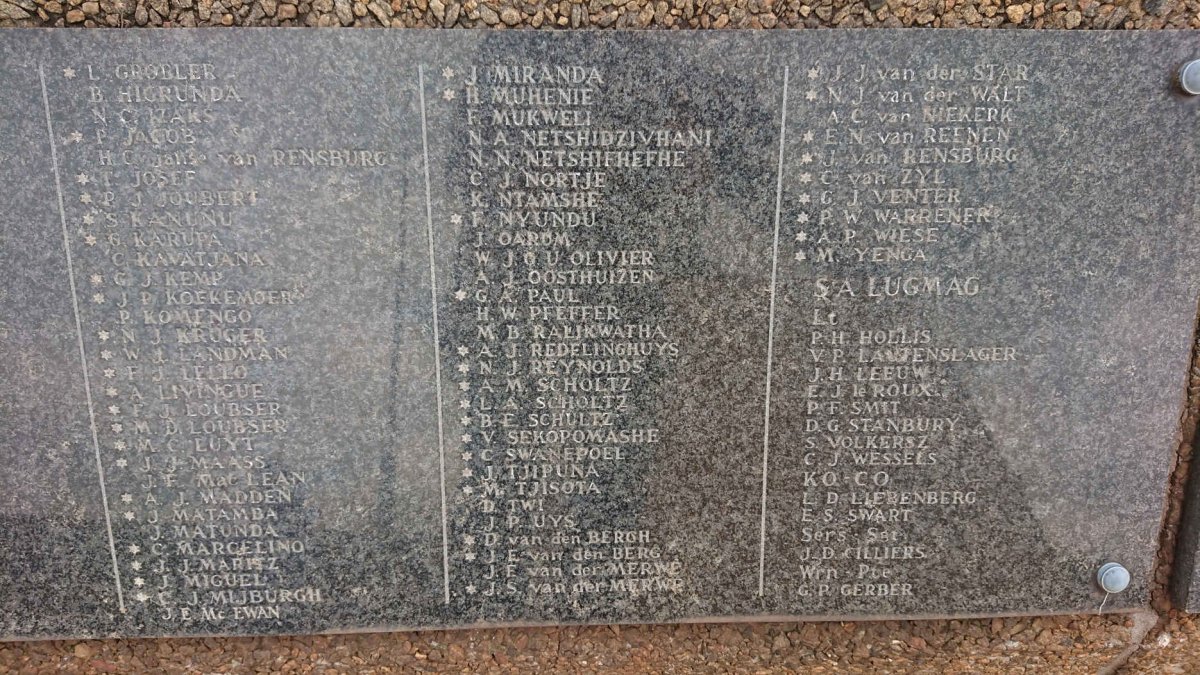 * L. GROBLER
B. HIGRUNDA
N.C. IZAKS
* P. JACOB
H.C. janse van RENSBURG
* T. JOSEF
* P. J. JOUBERT
* S. KANUNU
* G. KARUPA
C. KAVATJANA
* G. J. KEMP
* J. P. KOEKEMOER
P. KOMENGO
* N. J. KRUGER
* W. J. LANDMAN
* F. J. LELLO
* A. LIVINGUE
* F. J. LOUBSER
* M. D. LOUBSER
* M. C. LUYT
* J. J. MAASS
J. F. Mac LEAN
* A. J. WADDEN
* J. MATAMBA
J. MATUNDA
* C. MARCELINO
* J. J. MARITZ
* J. MIGUEL
* C. J. MIJBURGH
J. E. Mc EWAN
* J. MIRANDA
* H. MUHENIE
F. MUKWELI
N. A. NETSHIDZIVHANI
N. N. NETSHIFHEFHE
C. J. NORTJE
K. NTAMSHE
* F. NYUNDU
J. OARUM
W. J. O. U. OLIVIER
A. J. OOSTHUIZEN
* G. A. PAUL
H. W. PFEFFER
M. B. RALIKWATHA
* A. J. REDELINGHUYS
* N. J. REYNOLDS
* A. M. SCHOLTZ
* L. A. SCHOLTZ
* B. E. SCHULTZ
* V. SEKOPOMASHE
* C. SWANEPOEL
* J. TJIPUNA
* W. TJISOTA
D. TWI
J. P. UYS
* D. van den BERGH
* J. E. van den BERG
J. F. van der MERWE
* J. S. van der MERWE
* J. J. van der STAR
* N. J. van der WALT
A. C. van NIEKERK
* E. N. van REENEN
* J. van RENSBURG
* C. van ZYL
* G. J. VENTER
* P. W. WARRENER
* A. P. WIESE
* M. YENGA
S A LUGMAG
Lt
P. H. HOLLIS
V. P. LAUTENSLAGER
J. H. LEEUW
E. J. le ROUX
P. F. SMIT
D. G. STANBURY
S. VOLKERSZ
C. J. WESSELS
KO-CO
L. D. LIEBENBERG
E. S. SWART
Sers Sgt
J. D. CILLIERS
Wrn Pte
G. P. GERBER